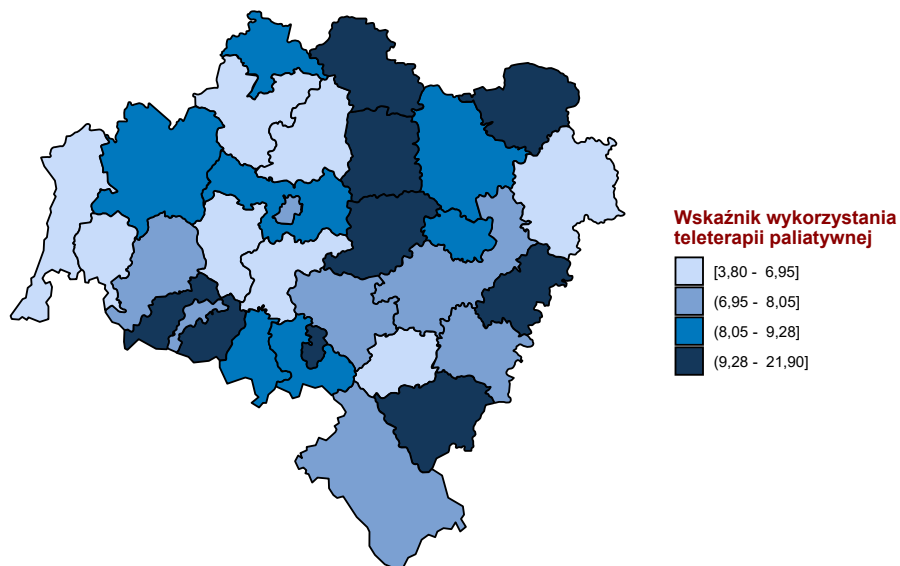 Wskaźnik wykorzystania
teleterapii paliatywnej
[3,80 - 6,95]
(6,95 - 8,05]
(8,05 - 9,28]
(9,28 - 21,90]